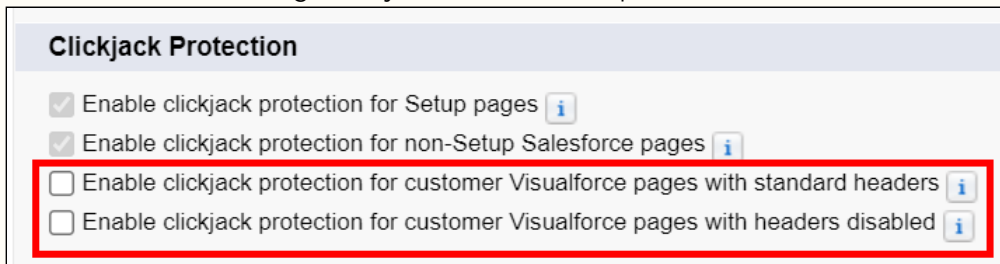 Clickjack Protection
Enable clickjack protection for Setup pages i
Enable clickjack protection for non-Setup Salesforce pages i
Enable clickjack protection for customer Visualforce pages with standard headers i
Enable clickjack protection for customer Visualforce pages with headers disabled i